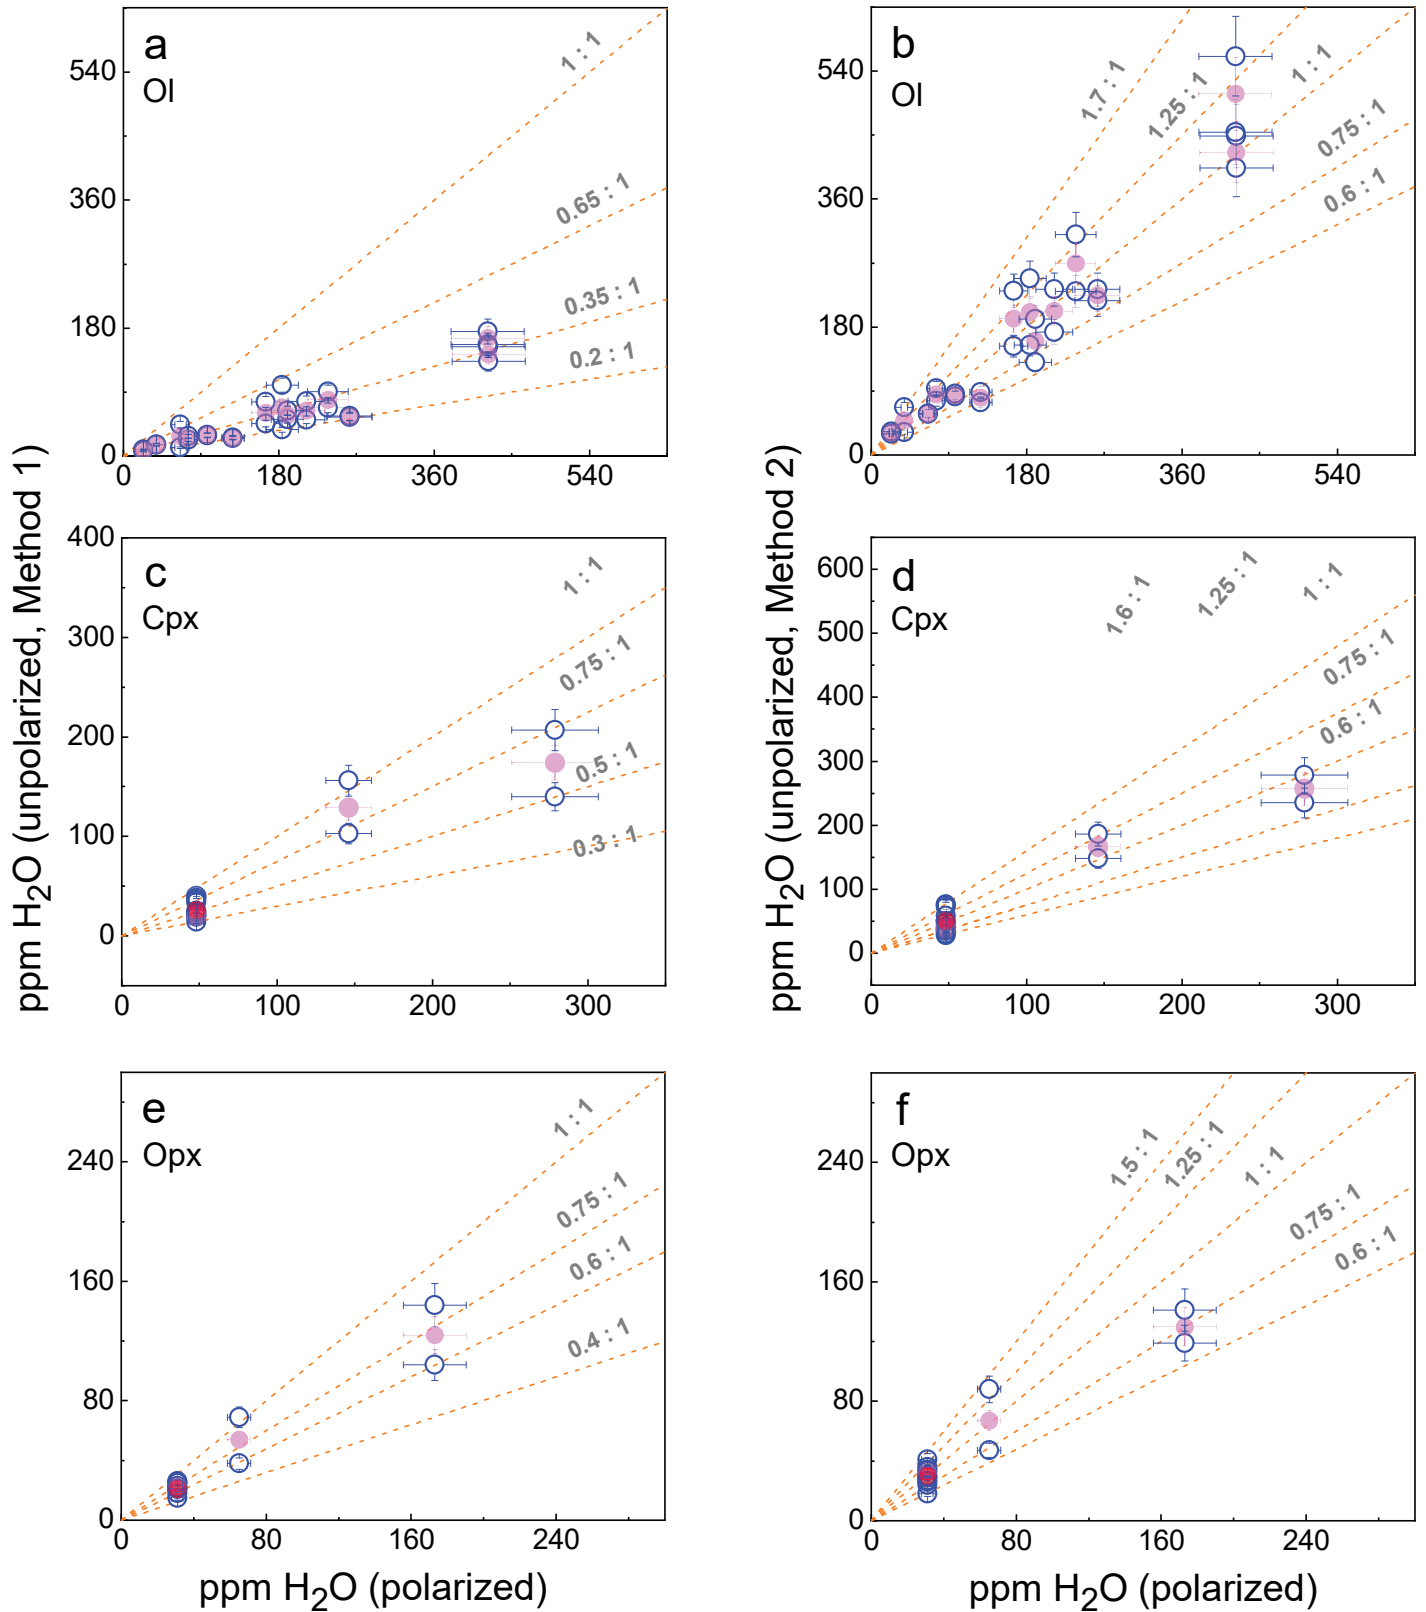 a
Ol
1 : 1
0.65 : 1
0.35 : 1
0.2 : 1
540
360
180
0
0 180 360 540
b
Ol
1.7 : 1
1.25 : 1
1 : 1
0.75 : 1
0.6 : 1
540
360
180
0
0 180 360 540
ppm H₂O (unpolarized, Method 1)
ppm H₂O (unpolarized, Method 2)
c
Cpx
1 : 1
0.75 : 1
0.5 : 1
0.3 : 1
400
300
200
100
0
0 100 200 300
d
Cpx
1.6 : 1
1.25 : 1
1 : 1
0.75 : 1
0.6 : 1
600
500
400
300
200
100
0
0 100 200 300
e
Opx
1 : 1
0.75 : 1
0.6 : 1
0.4 : 1
240
160
80
0
0 80 160 240
ppm H₂O (polarized)
f
Opx
1.5 : 1
1.25 : 1
1 : 1
0.75 : 1
0.6 : 1
240
160
80
0
0 80 160 240
ppm H₂O (polarized)